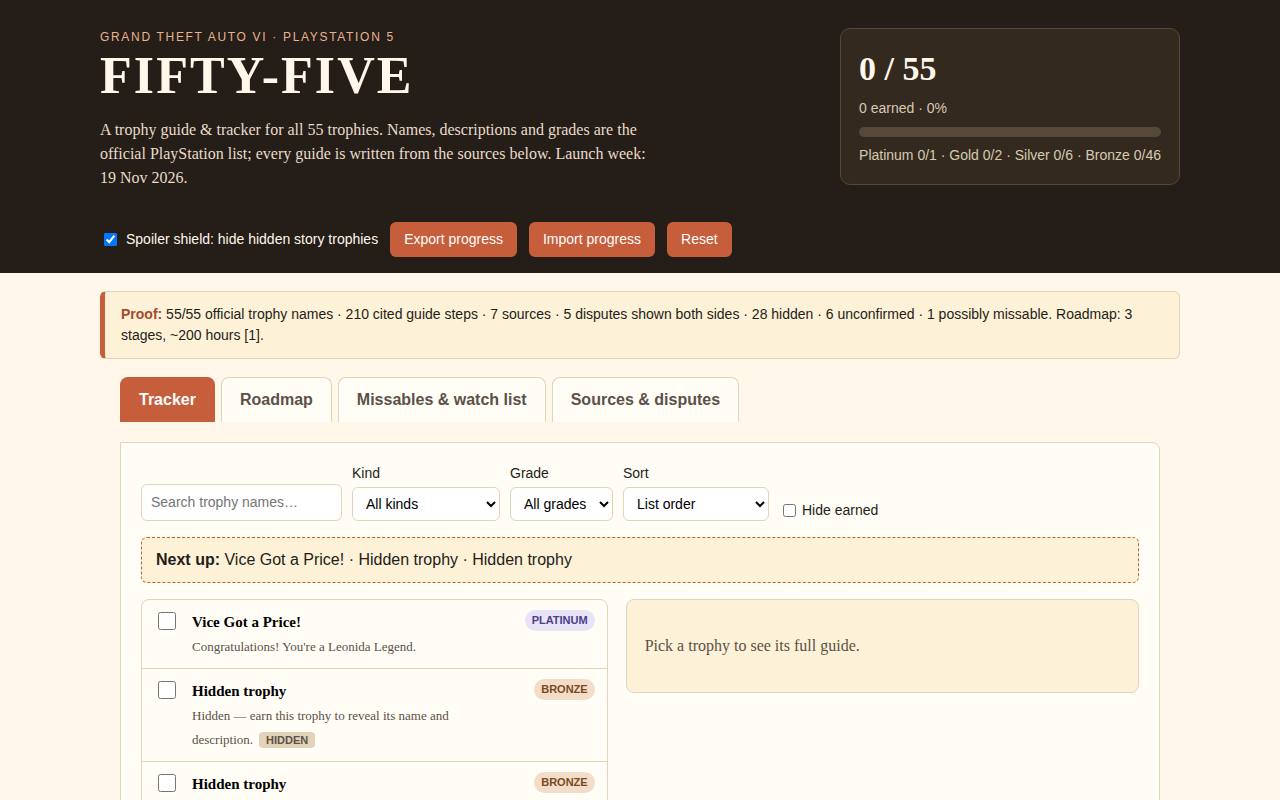 GRAND THEFT AUTO VI · PLAYSTATION 5
FIFTY-FIVE
A trophy guide & tracker for all 55 trophies. Names, descriptions and grades are the
official PlayStation list; every guide is written from the sources below. Launch week:
19 Nov 2026.
0 / 55
0 earned · 0%
Platinum 0/1 · Gold 0/2 · Silver 0/6 · Bronze 0/46
Spoiler shield: hide hidden story trophies
Export progress
Import progress
Reset
Proof: 55/55 official trophy names · 210 cited guide steps · 7 sources · 5 disputes shown both sides · 28 hidden · 6 unconfirmed · 1 possibly missable. Roadmap: 3
stages, ~200 hours [1].
Tracker
Roadmap
Missables & watch list
Sources & disputes
Search trophy names…
Kind
All kinds
Grade
All grades
Sort
List order
Hide earned
Next up: Vice Got a Price! · Hidden trophy · Hidden trophy
Vice Got a Price!
PLATINUM
Congratulations! You're a Leonida Legend.
Hidden trophy
BRONZE
Hidden — earn this trophy to reveal its name and
description. HIDDEN
Hidden trophy
BRONZE
Pick a trophy to see its full guide.